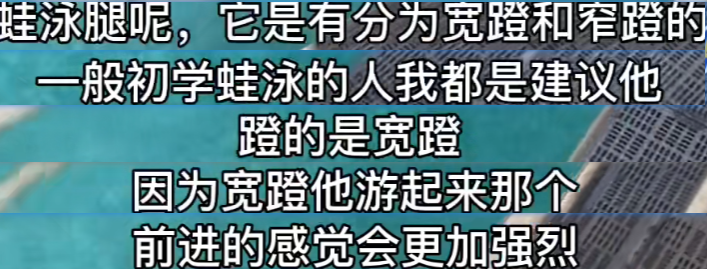 蛙泳腿呢，它是有分为宽蹬和窄蹬的
一般初学蛙泳的人我都是建议他
蹬的是宽蹬
因为宽蹬他游起来那个
前进的感觉会更加强烈